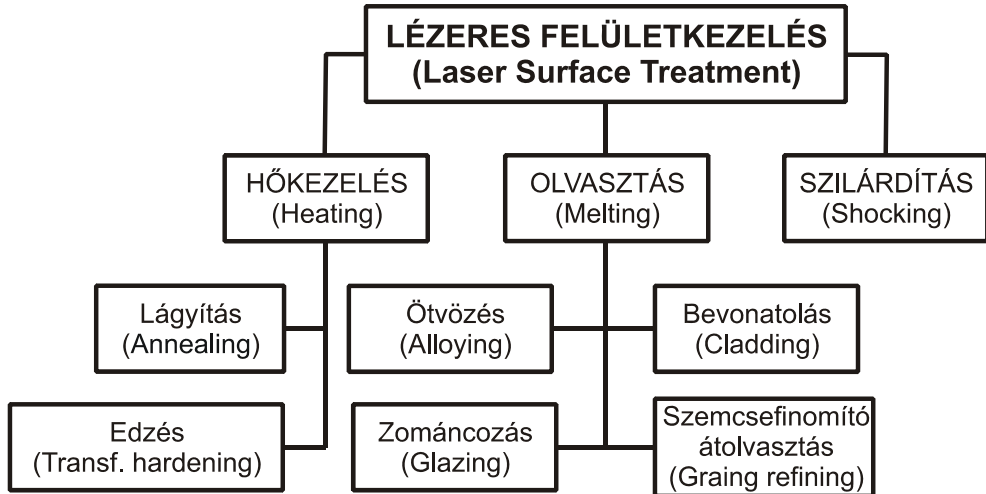 LÉZERES FELÜLETKEZELÉS
(Laser Surface Treatment)
HŐKEZELÉS
(Heating)
OLVASZTÁS
(Melting)
SZILÁRDÍTÁS
(Shocking)
Lágyítás
(Annealing)
Ötvözés
(Alloying)
Bevonatolás
(Cladding)
Edzés
(Transf. hardening)
Zománcozás
(Glazing)
Szemcsefinomító
átolvasztás
(Graing refining)